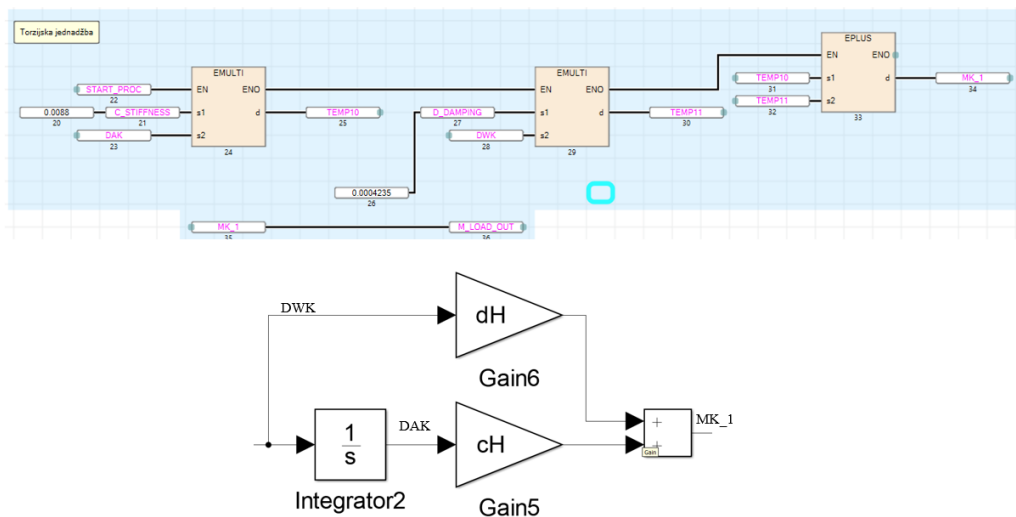 Torzijska jednadžba
EMULTI
START_PROC
22
EN
ENO
0.0088
20
C_STIFFNESS
21
s1
d
TEMP10
25
DAK
23
s2
24
EMULTI
EN
ENO
D_DAMPING
27
s1
d
TEMP11
30
DWK
28
s2
29
0.0004235
26
EPLUS
EN
ENO
TEMP10
31
s1
d
MK_1
34
TEMP11
32
s2
33
MK_1
35
M_LOAD_OUT
36
DWK
dH
Gain6
1
s
Integrator2
DAK
cH
Gain5
+
+
Gain
MK_1